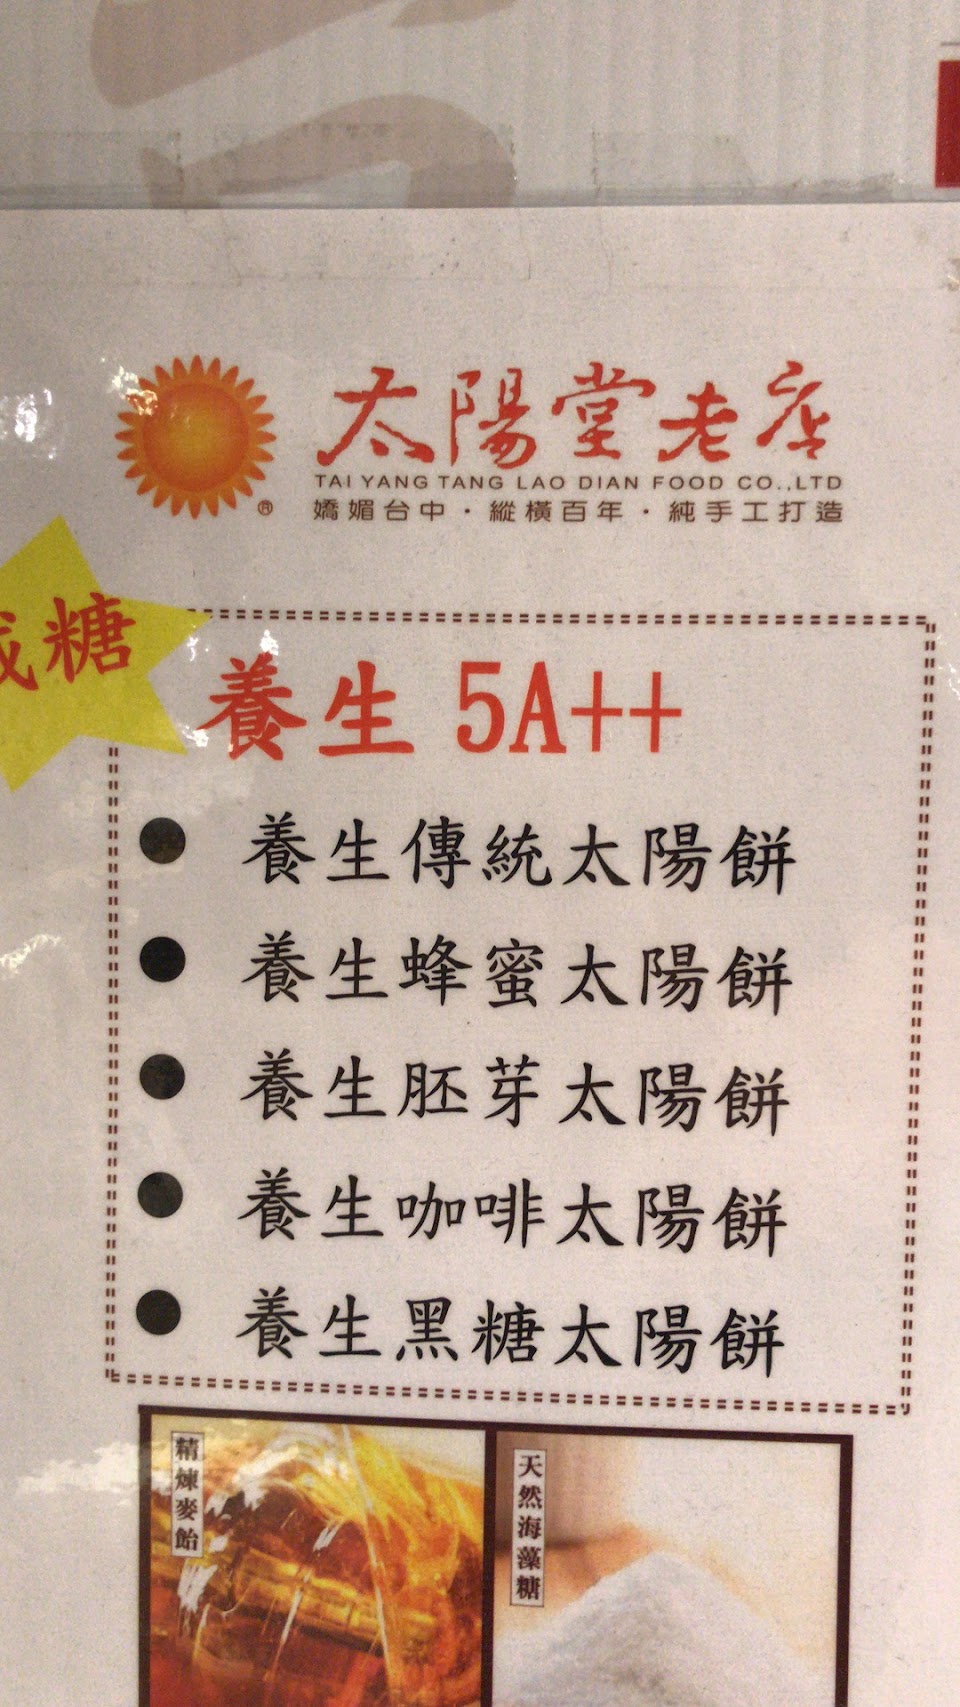 太陽堂老店
TAI YANG TANG LAO DIAN FOOD CO.,LTD
®
嬌媚台中・縱橫百年・純手工打造
減糖
養生 5A++
● 養生傳統太陽餅
● 養生蜂蜜太陽餅
● 養生胚芽太陽餅
● 養生咖啡太陽餅
● 養生黑糖太陽餅
精煉麥飴
天然海藻糖